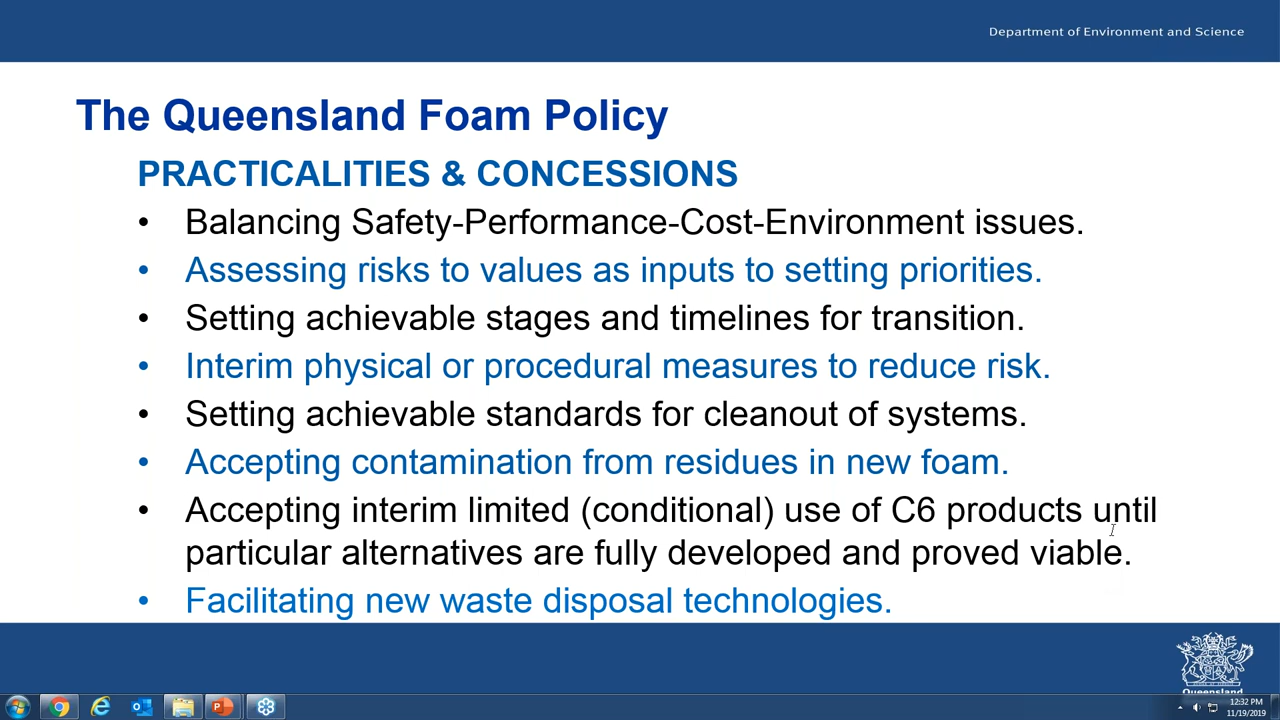 Department of Environment and Science
The Queensland Foam Policy
PRACTICALITIES & CONCESSIONS
• Balancing Safety-Performance-Cost-Environment issues.
• Assessing risks to values as inputs to setting priorities.
• Setting achievable stages and timelines for transition.
• Interim physical or procedural measures to reduce risk.
• Setting achievable standards for cleanout of systems.
• Accepting contamination from residues in new foam.
• Accepting interim limited (conditional) use of C6 products until
particular alternatives are fully developed and proved viable.
• Facilitating new waste disposal technologies.
Queensland
12:32 PM
11/19/2019